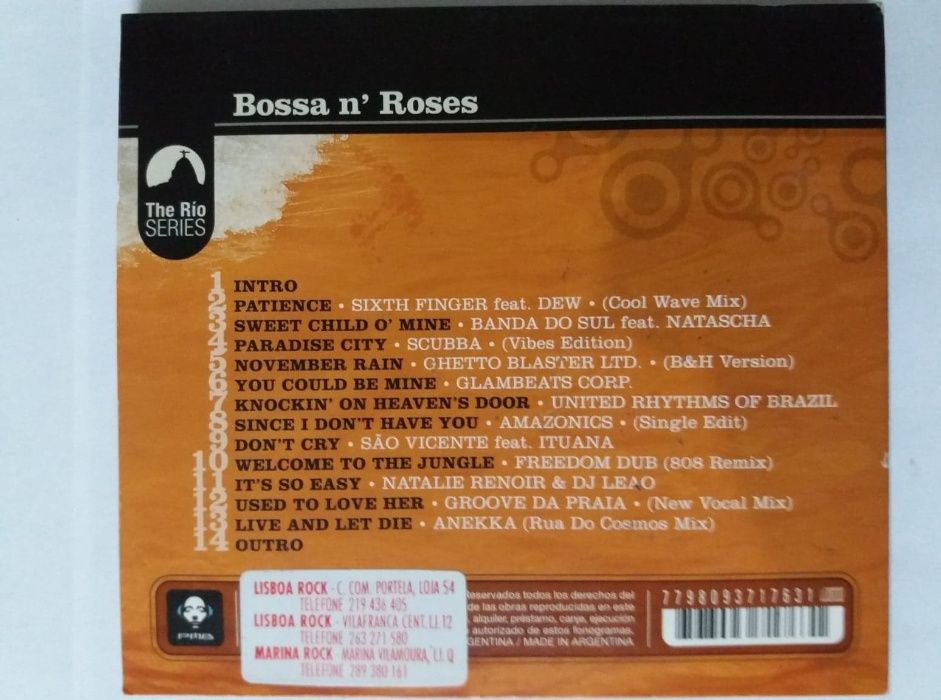 Bossa n' Roses
The Rio
SERIES
1 INTRO
2 PATIENCE • SIXTH FINGER feat. DEW • (Cool Wave Mix)
3 SWEET CHILD O' MINE • BANDA DO SUL feat. NATASCHA
4 PARADISE CITY • SCUBBA • (Vibes Edition)
5 NOVEMBER RAIN • GHETTO BLASTER LTD. • (B&H Version)
6 YOU COULD BE MINE • GLAMBEATS CORP.
7 KNOCKIN' ON HEAVEN'S DOOR • UNITED RHYTHMS OF BRAZIL
8 SINCE I DON'T HAVE YOU • AMAZONICS • (Single Edit)
9 DON'T CRY • SÃO VICENTE feat. ITUANA
10 WELCOME TO THE JUNGLE • FREEDOM DUB (808 Remix)
11 IT'S SO EASY • NATALIE RENOIR & DJ LEAO
12 USED TO LOVE HER • GROOVE DA PRAIA • (New Vocal Mix)
13 LIVE AND LET DIE • ANEKKA (Rua Do Cosmos Mix)
14 OUTRO
LISBOA ROCK - C. COM. PORTELA, LOJA 54
TELEFONE 219 436 405
LISBOA ROCK - VILAFRANCA CENT. LJ. 12
TELEFONE 263 271 580
MARINA ROCK - MARINA VILAMOURA, LJ. Q
TELEFONE 289 380 161
Reservados todos los derechos del
de las obras reproducidas en este
, alquiler, préstamo, canje, ejecución
autorizado de estos fonogramas.
GENTINA / MADE IN ARGENTINA
7798093717631